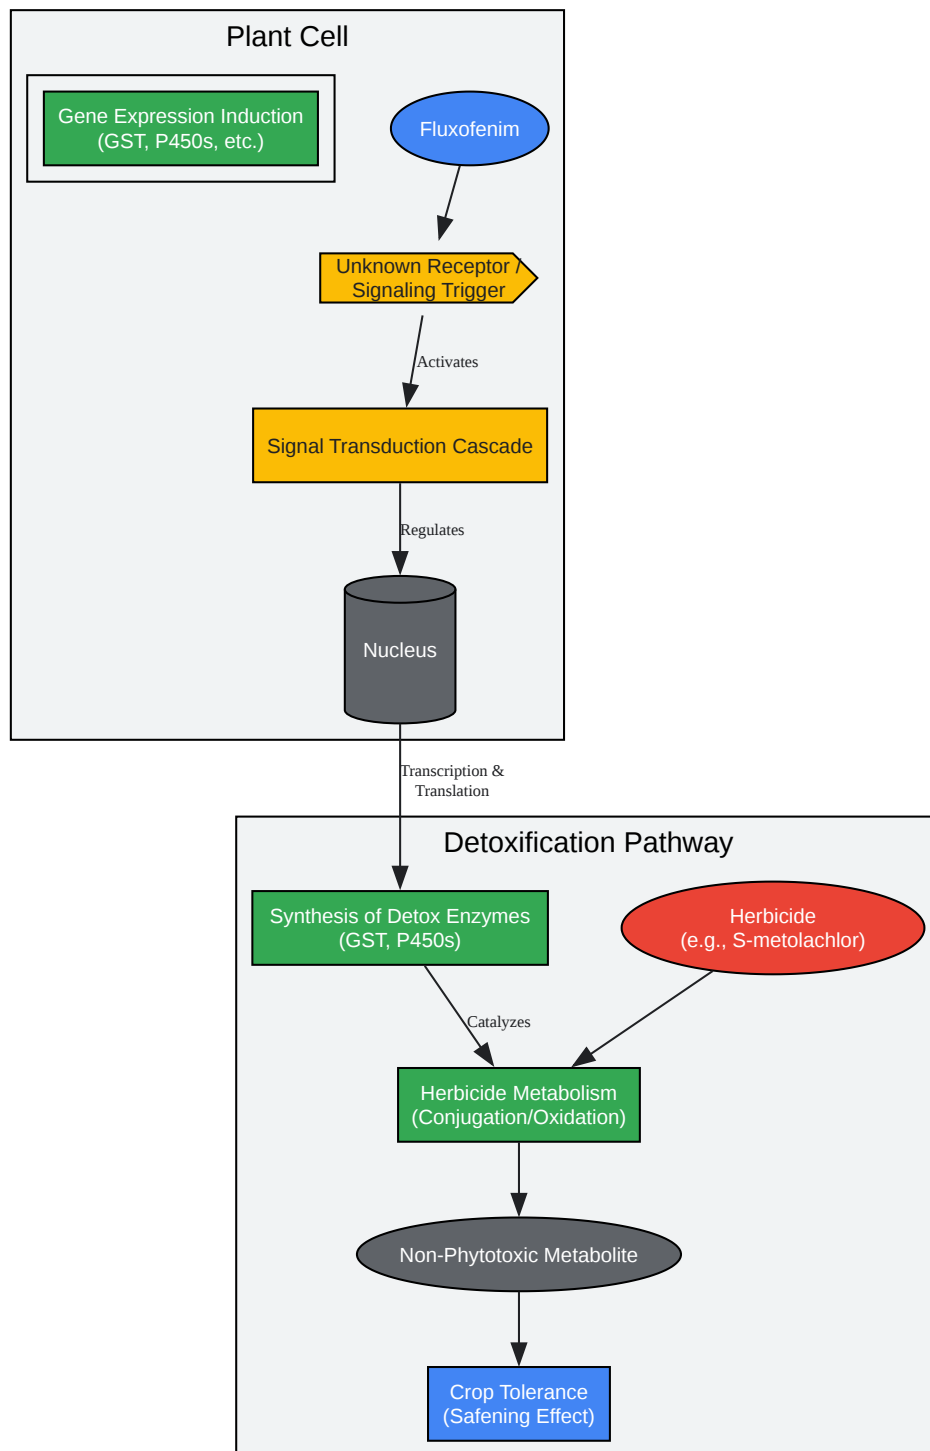 Plant Cell
Gene Expression Induction
(GST, P450s, etc.)
Fluxofenim
Unknown Receptor /
Signaling Trigger
Activates
Signal Transduction Cascade
Regulates
Nucleus
Transcription &
Translation
Detoxification Pathway
Synthesis of Detox Enzymes
(GST, P450s)
Herbicide
(e.g., S-metolachlor)
Catalyzes
Herbicide Metabolism
(Conjugation/Oxidation)
Non-Phytotoxic Metabolite
Crop Tolerance
(Safening Effect)